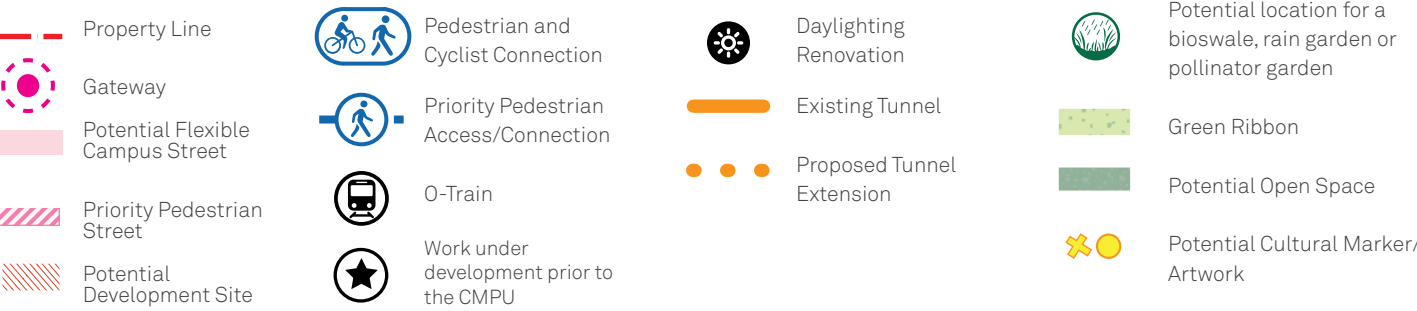 Property Line
Gateway
Potential Flexible
Campus Street
Priority Pedestrian
Street
Potential
Development Site
Pedestrian and
Cyclist Connection
Priority Pedestrian
Access/Connection
O-Train
Work under
development prior to
the CMPU
Daylighting
Renovation
Existing Tunnel
Proposed Tunnel
Extension
Potential location for a
bioswale, rain garden or
pollinator garden
Green Ribbon
Potential Open Space
Potential Cultural Marker/
Artwork